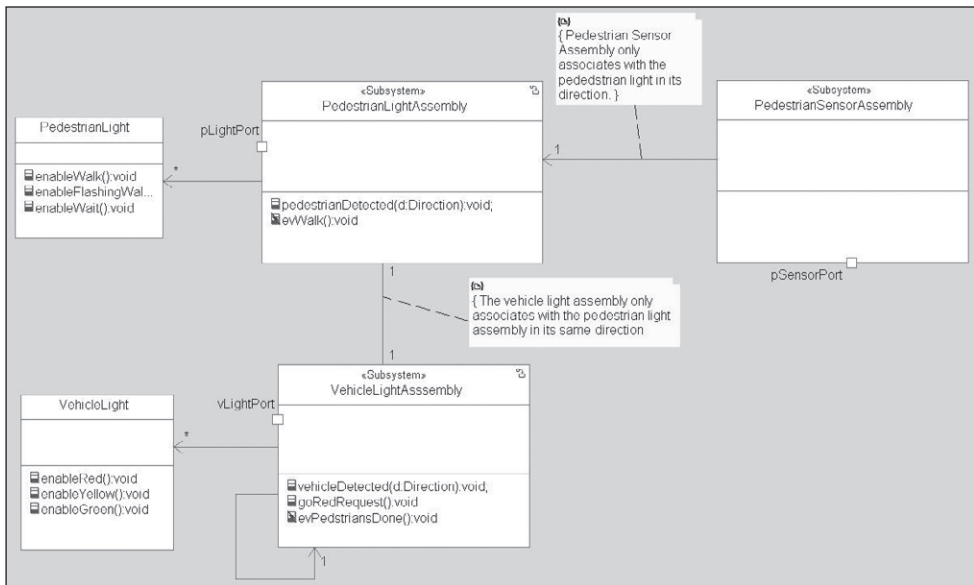 { Pedestrian Sensor
Assembly only
associates with the
pededstrian light in its
direction. }
«Subsystem»
PedestrianLightAssembly
«Subsystem»
PedestrianSensorAssembly
PedestrianLight
pLightPort
1
*
enableWalk():void
enableFlashingWal...
enableWait():void
pedestrianDetected(d:Direction):void;
evWalk():void
pSensorPort
1
{ The vehicle light assembly only
associates with the pedestrian light
assembly in its same direction
1
«Subsystem»
VehicleLightAsssembly
VehicleLight
vLightPort
*
enableRed():void
enableYellow():void
enableGreen():void
vehicleDetected(d:Direction):void;
goRedRequest():void
evPedstriansDone():void
1